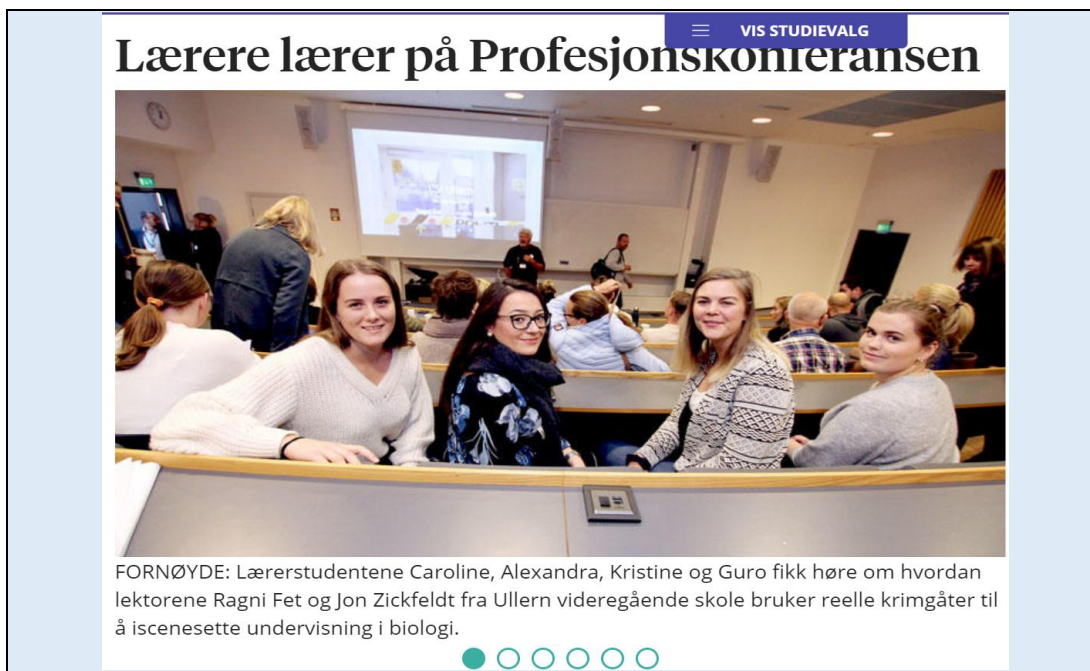 VIS STUDIEVALG
Lærere lærer på Profesjonskonferansen
FORNØYDE: Lærerstudentene Caroline, Alexandra, Kristine og Guro fikk høre om hvordan
lektorene Ragni Fet og Jon Zickfeldt fra Ullern videregående skole bruker reelle krimgåter til
å iscenesette undervisning i biologi.